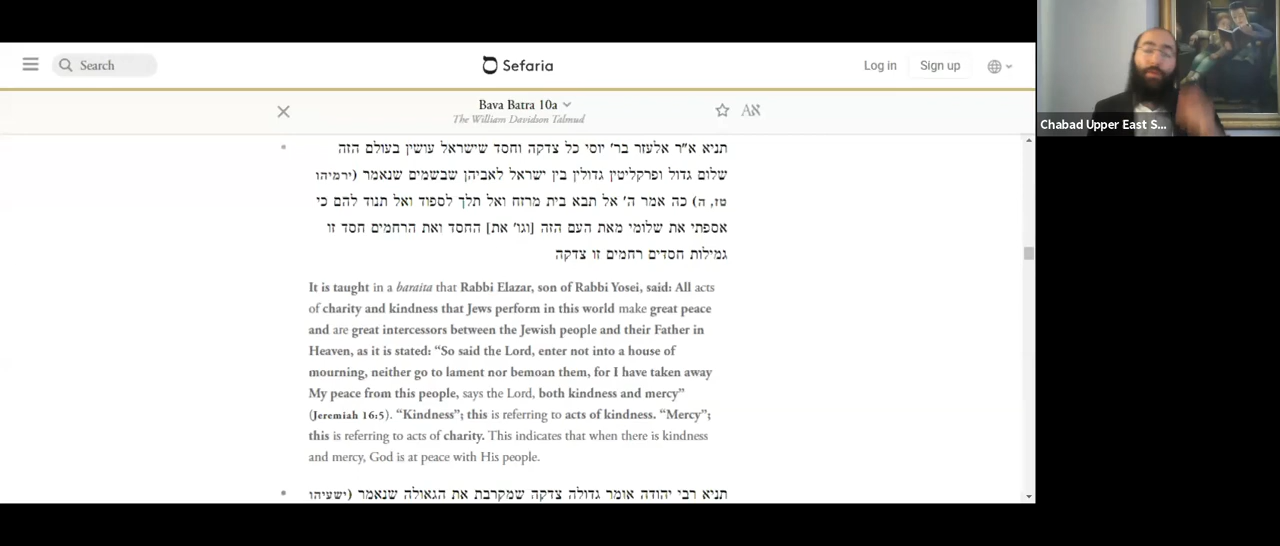 Search
Sefaria
Log in
Sign up
Bava Batra 10a
The William Davidson Talmud
אA
תניא א״ר אלעזר בר׳ יוסי כל צדקה וחסד שישראל עושין בעולם הזה
שלום גדול ופרקליטין גדולין בין ישראל לאביהן שבשמים שנאמר (ירמיהו
טז, ה) כה אמר ה׳ אל תבא בית מרזח ואל תלך לספוד ואל תנוד להם כי
אספתי את שלומי מאת העם הזה [וגו׳ את] החסד ואת הרחמים חסד זו
גמילות חסדים רחמים זו צדקה
It is taught in a baraita that Rabbi Elazar, son of Rabbi Yosei, said: All acts
of charity and kindness that Jews perform in this world make great peace
and are great intercessors between the Jewish people and their Father in
Heaven, as it is stated: “So said the Lord, enter not into a house of
mourning, neither go to lament nor bemoan them, for I have taken away
My peace from this people, says the Lord, both kindness and mercy”
(Jeremiah 16:5). “Kindness”; this is referring to acts of kindness. “Mercy”;
this is referring to acts of charity. This indicates that when there is kindness
and mercy, God is at peace with His people.
תניא רבי יהודה אומר גדולה צדקה שמקרבת את הגאולה שנאמר (ישעיהו
Chabad Upper East S...